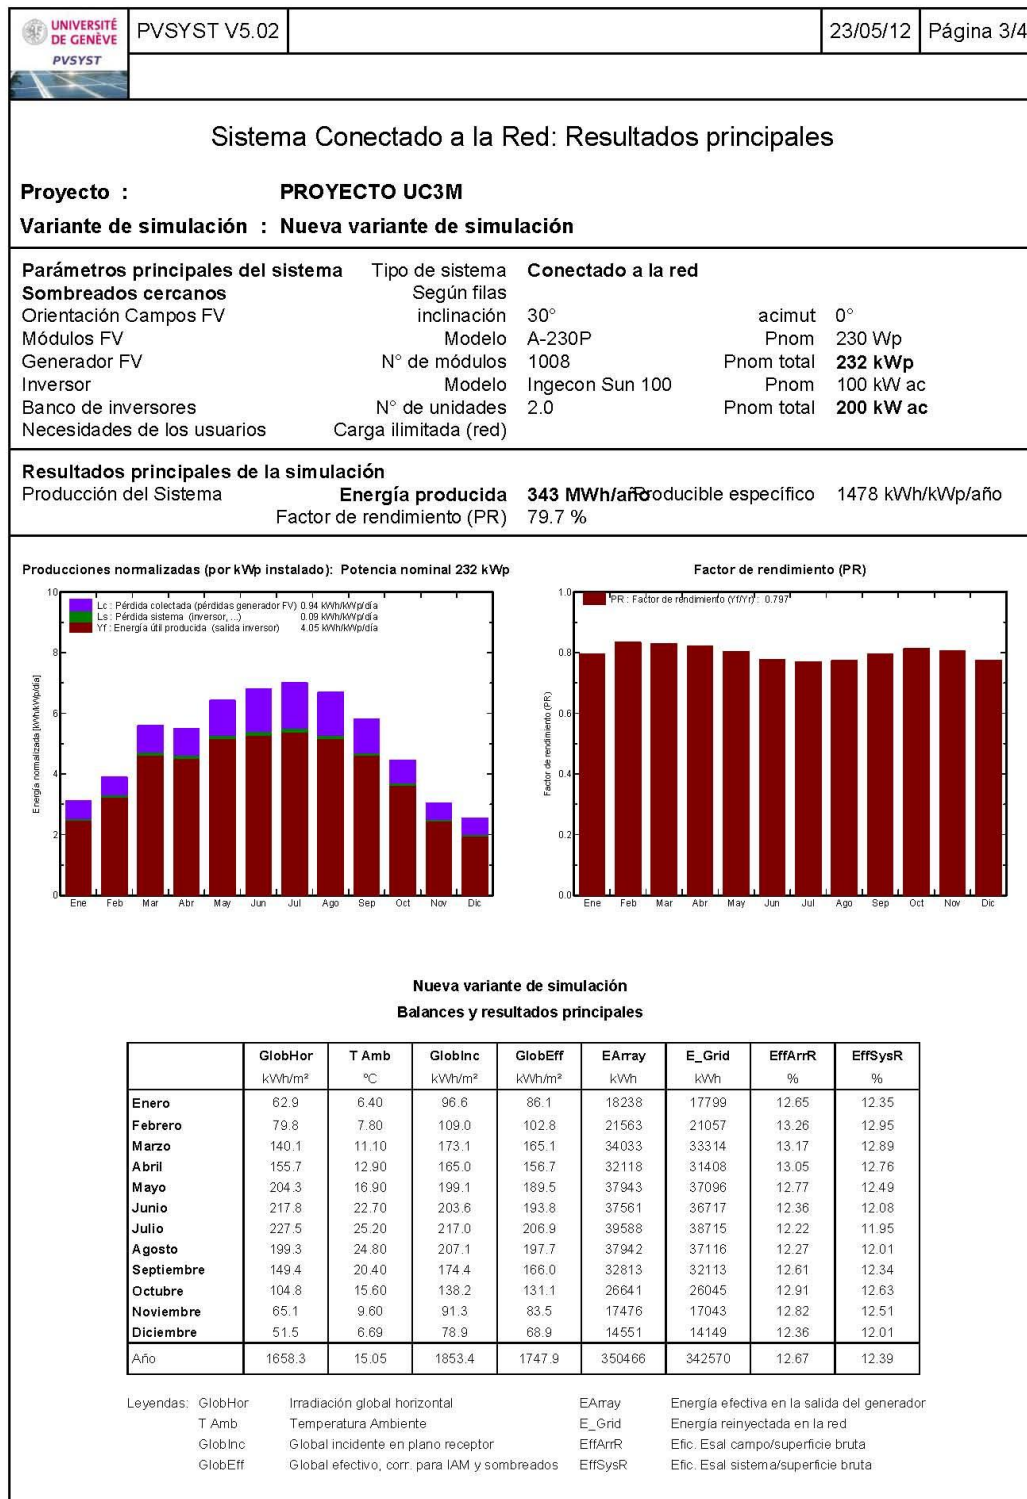 UNIVERSITÉ
DE GENÈVE
PVSYST
PVSYST V5.02
23/05/12
Página 3/4
Sistema Conectado a la Red: Resultados principales
Proyecto : PROYECTO UC3M
Variante de simulación : Nueva variante de simulación
Parámetros principales del sistema Tipo de sistema Conectado a la red
Sombreados cercanos Según filas
Orientación Campos FV inclinación 30° acimut 0°
Módulos FV Modelo A-230P Pnom 230 Wp
Generador FV N° de módulos 1008 Pnom total 232 kWp
Inversor Modelo Ingecon Sun 100 Pnom 100 kW ac
Banco de inversores N° de unidades 2.0 Pnom total 200 kW ac
Necesidades de los usuarios Carga ilimitada (red)
Resultados principales de la simulación
Producción del Sistema Energía producida 343 MWh/año Producible específico 1478 kWh/kWp/año
Factor de rendimiento (PR) 79.7 %
Producciones normalizadas (por kWp instalado): Potencia nominal 232 kWp
Lc : Pérdida colectada (pérdidas generador FV) 0.94 kWh/kWp/día
Ls : Pérdida sistema (inversor, ...) 0.09 kWh/kWp/día
Yf : Energía útil producida (salida inversor) 4.05 kWh/kWp/día
Energía normalizada [kWh/kWp/día]
10
8
6
4
2
0
Ene Feb Mar Abr May Jun Jul Ago Sep Oct Nov Dic
Factor de rendimiento (PR)
PR : Factor de rendimiento (Yf/Yr) : 0.797
Factor de rendimiento (PR)
1.0
0.8
0.6
0.4
0.2
0.0
Ene Feb Mar Abr May Jun Jul Ago Sep Oct Nov Dic
Nueva variante de simulación
Balances y resultados principales
GlobHor T Amb GlobInc GlobEff EArray E_Grid EffArrR EffSysR
kWh/m² °C kWh/m² kWh/m² kWh kWh % %
Enero 62.9 6.40 96.6 86.1 18238 17799 12.65 12.35
Febrero 79.8 7.80 109.0 102.8 21563 21057 13.26 12.95
Marzo 140.1 11.10 173.1 165.1 34033 33314 13.17 12.89
Abril 155.7 12.90 165.0 156.7 32118 31408 13.05 12.76
Mayo 204.3 16.90 199.1 189.5 37943 37096 12.77 12.49
Junio 217.8 22.70 203.6 193.8 37561 36717 12.36 12.08
Julio 227.5 25.20 217.0 206.9 39588 38715 12.22 11.95
Agosto 199.3 24.80 207.1 197.7 37942 37116 12.27 12.01
Septiembre 149.4 20.40 174.4 166.0 32813 32113 12.61 12.34
Octubre 104.8 15.60 138.2 131.1 26641 26045 12.91 12.63
Noviembre 65.1 9.60 91.3 83.5 17476 17043 12.82 12.51
Diciembre 51.5 6.69 78.9 68.9 14551 14149 12.36 12.01
Año 1658.3 15.05 1853.4 1747.9 350466 342570 12.67 12.39
Leyendas: GlobHor Irradiación global horizontal EArray Energía efectiva en la salida del generador
T Amb Temperatura Ambiente E_Grid Energía reinyectada en la red
GlobInc Global incidente en plano receptor EffArrR Efic. Esal campo/superficie bruta
GlobEff Global efectivo, corr. para IAM y sombreados EffSysR Efic. Esal sistema/superficie bruta